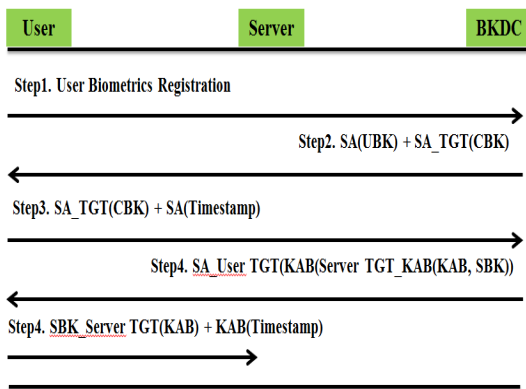 User Server BKDC
Step1. User Biometrics Registration
Step2. SA(UBK) + SA_TGT(CBK)
Step3. SA_TGT(CBK) + SA(Timestamp)
Step4. SA_User TGT(KAB(Server TGT_KAB(KAB, SBK))
Step4. SBK_Server TGT(KAB) + KAB(Timestamp)